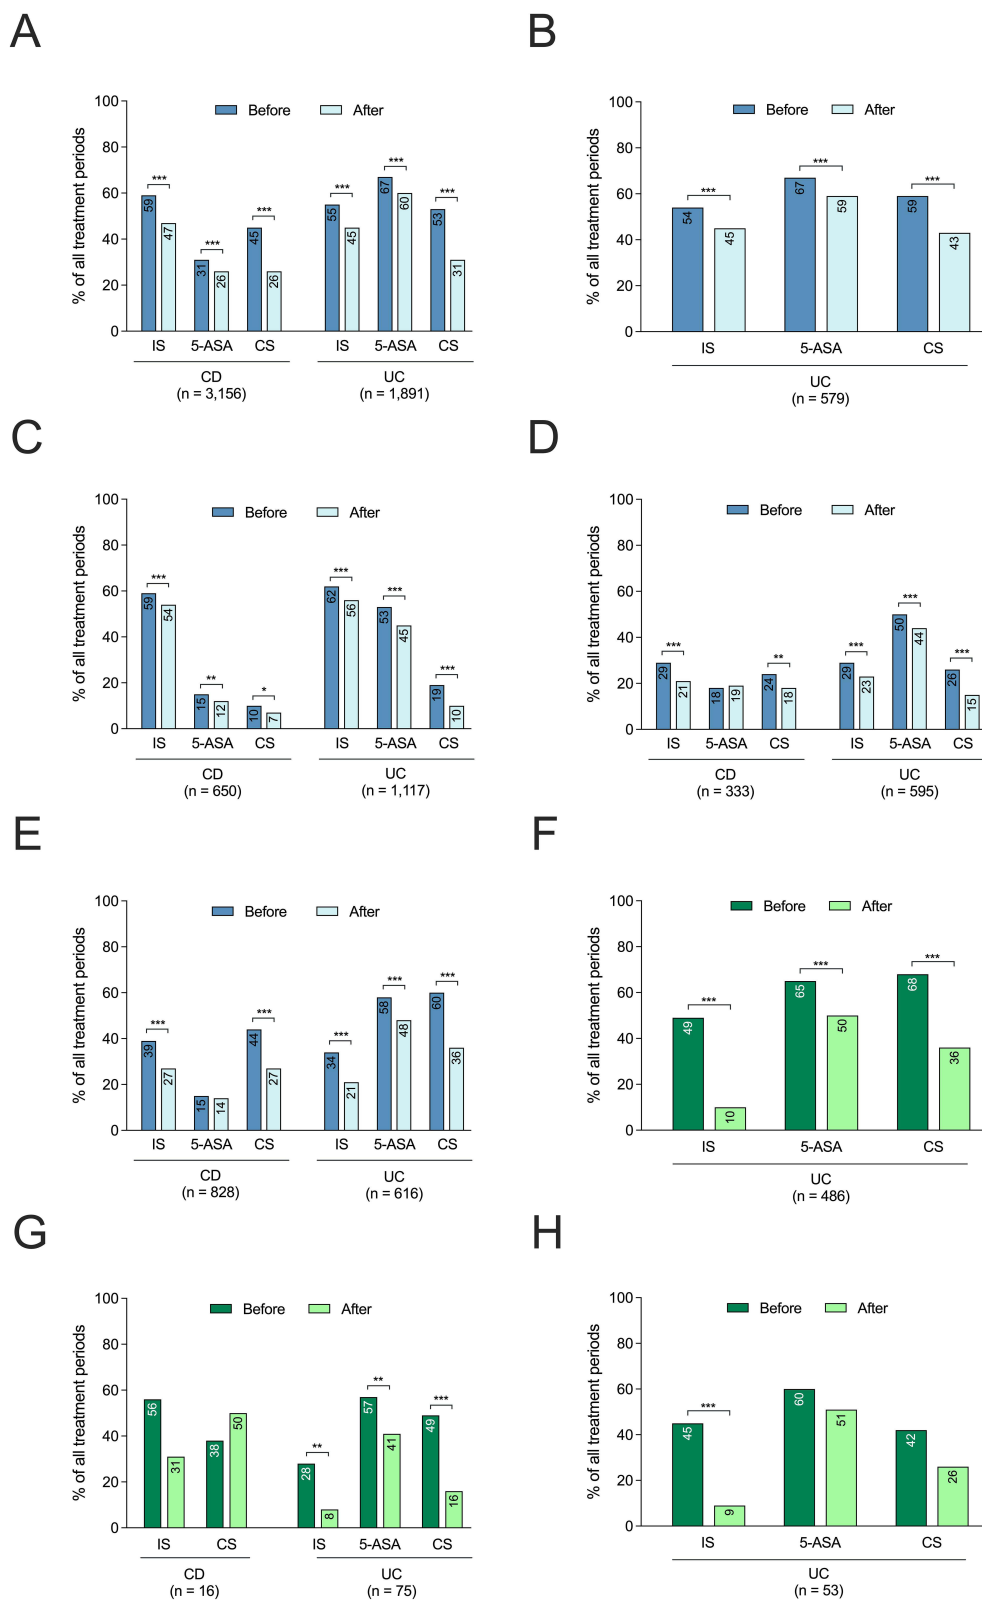 A
Before After
% of all treatment periods
100
80
60
40
20
0
*** *** *** *** *** ***
59 47 31 26 45 26 55 45 67 60 53 31
IS 5-ASA CS IS 5-ASA CS
CD UC
(n = 3,156) (n = 1,891)
B
Before After
% of all treatment periods
100
80
60
40
20
0
*** *** ***
54 45 67 59 59 43
IS 5-ASA CS
UC
(n = 579)
C
Before After
% of all treatment periods
100
80
60
40
20
0
*** ** * *** *** ***
59 54 15 12 10 7 62 56 53 45 19 10
IS 5-ASA CS IS 5-ASA CS
CD UC
(n = 650) (n = 1,117)
D
Before After
% of all treatment periods
100
80
60
40
20
0
*** ** *** *** ***
29 21 18 19 24 18 29 23 50 44 26 15
IS 5-ASA CS IS 5-ASA CS
CD UC
(n = 333) (n = 595)
E
Before After
% of all treatment periods
100
80
60
40
20
0
*** *** *** *** ***
39 27 15 14 44 27 34 21 58 48 60 36
IS 5-ASA CS IS 5-ASA CS
CD UC
(n = 828) (n = 616)
F
Before After
% of all treatment periods
100
80
60
40
20
0
*** *** ***
49 10 65 50 68 36
IS 5-ASA CS
UC
(n = 486)
G
Before After
% of all treatment periods
100
80
60
40
20
0
** ** ***
56 31 38 50 28 8 57 41 49 16
IS CS IS 5-ASA CS
CD UC
(n = 16) (n = 75)
H
Before After
% of all treatment periods
100
80
60
40
20
0
***
45 9 60 51 42 26
IS 5-ASA CS
UC
(n = 53)